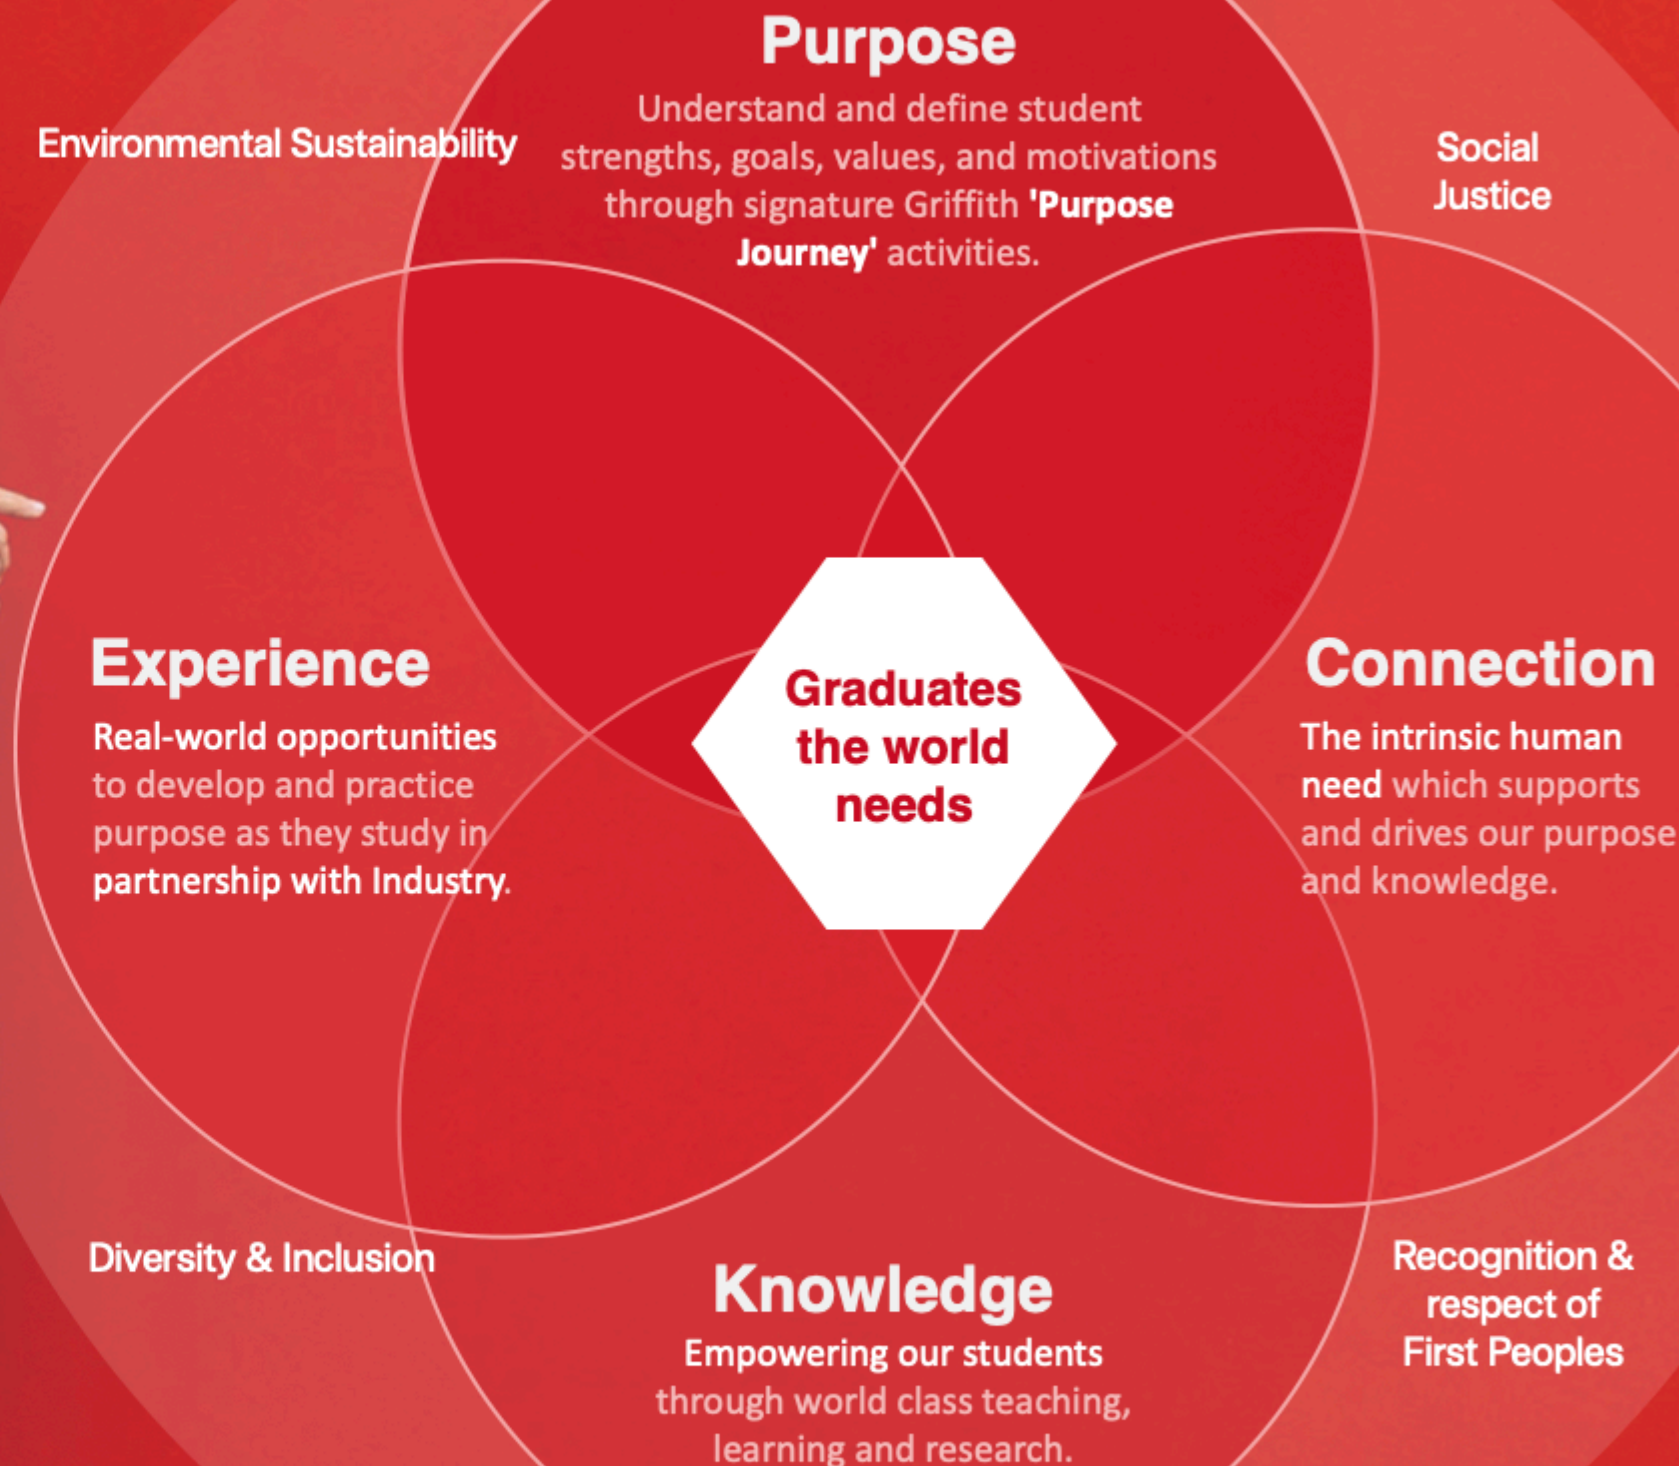 Purpose
Understand and define student
strengths, goals, values, and motivations
through signature Griffith 'Purpose
Journey' activities.
Environmental Sustainability
Social
Justice
Experience
Real-world opportunities
to develop and practice
purpose as they study in
partnership with Industry.
Graduates
the world
needs
Connection
The intrinsic human
need which supports
and drives our purpose
and knowledge.
Diversity & Inclusion
Knowledge
Empowering our students
through world class teaching,
learning and research.
Recognition &
respect of
First Peoples